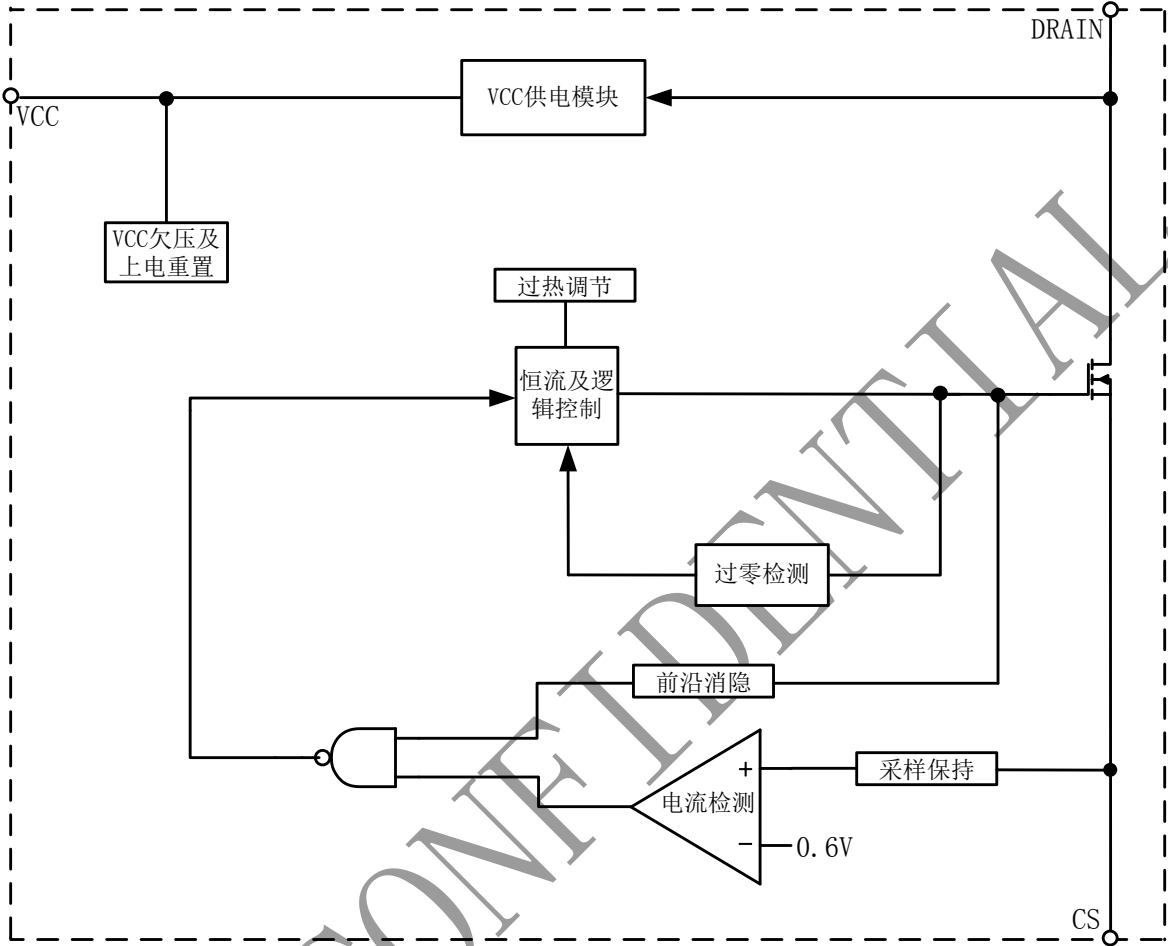 DRAIN
VCC供电模块
VCC
VCC欠压及
上电重置
过热调节
恒流及逻
辑控制
过零检测
前沿消隐
采样保持
+
电流检测
-
0.6V
CS
CONFIDENTIAL